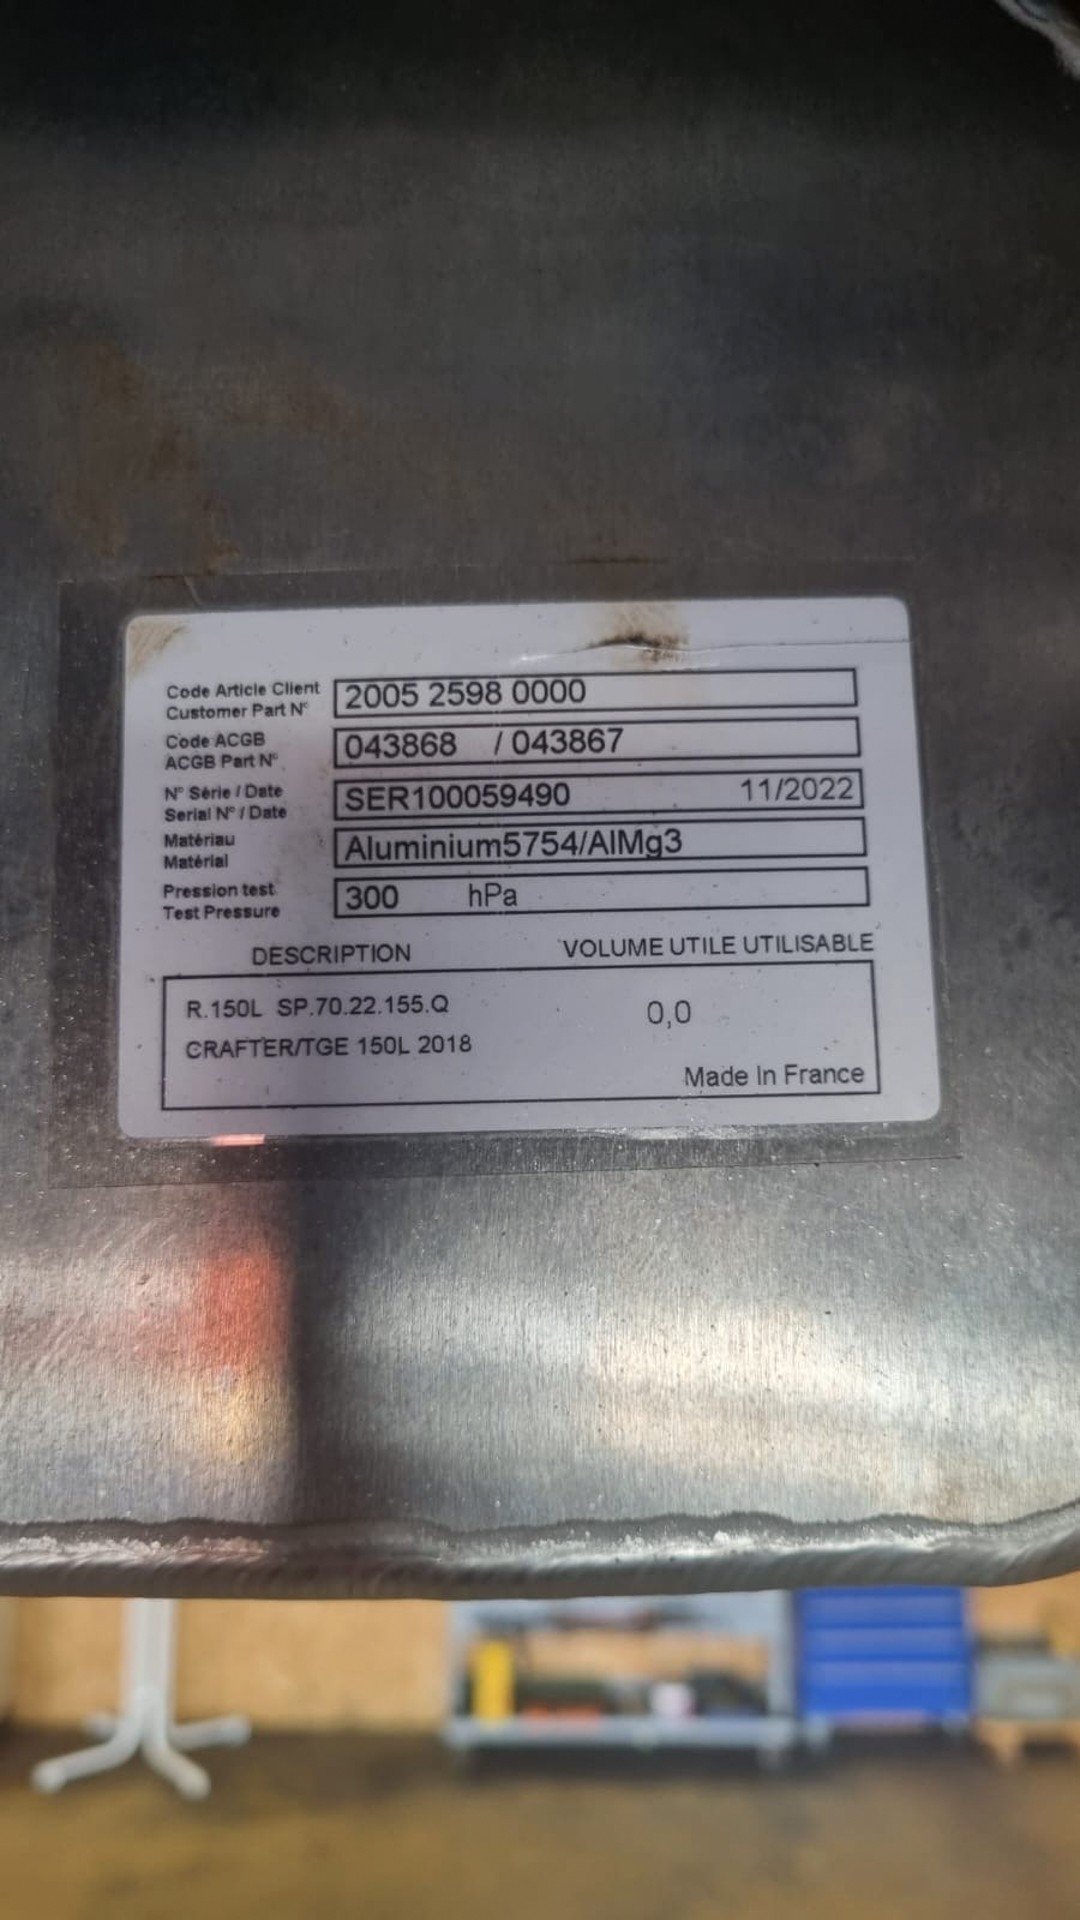 Code Article Client
Customer Part N° 2005 2598 0000
Code ACGB
ACGB Part N° 043868 / 043867
N° Série / Date
Serial N° / Date SER100059490 11/2022
Matériau
Matérial Aluminium5754/AlMg3
Pression test
Test Pressure 300 hPa
DESCRIPTION VOLUME UTILE UTILISABLE
R.150L SP.70.22.155.Q 0,0
CRAFTER/TGE 150L 2018
Made In France